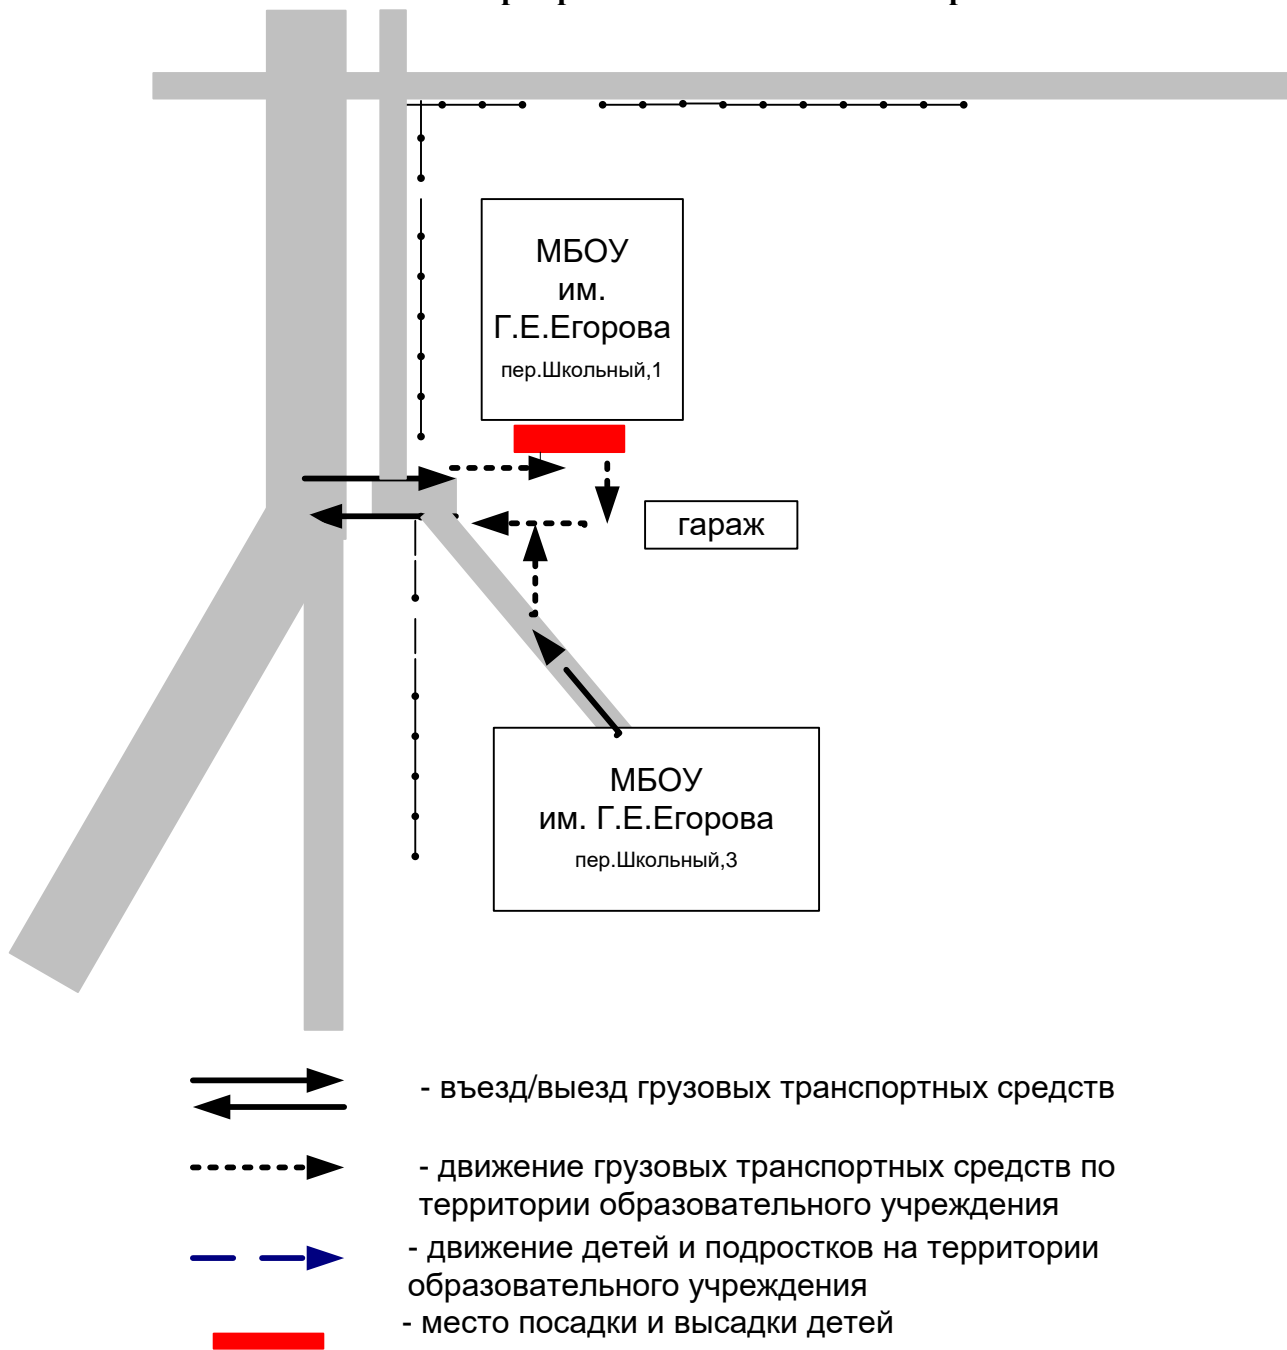 МБОУ
им.
Г.Е.Егорова
пер.Школьный,1
гараж
МБОУ
им. Г.Е.Егорова
пер.Школьный,3
- въезд/выезд грузовых транспортных средств
- движение грузовых транспортных средств по
территории образовательного учреждения
- движение детей и подростков на территории
образовательного учреждения
- место посадки и высадки детей